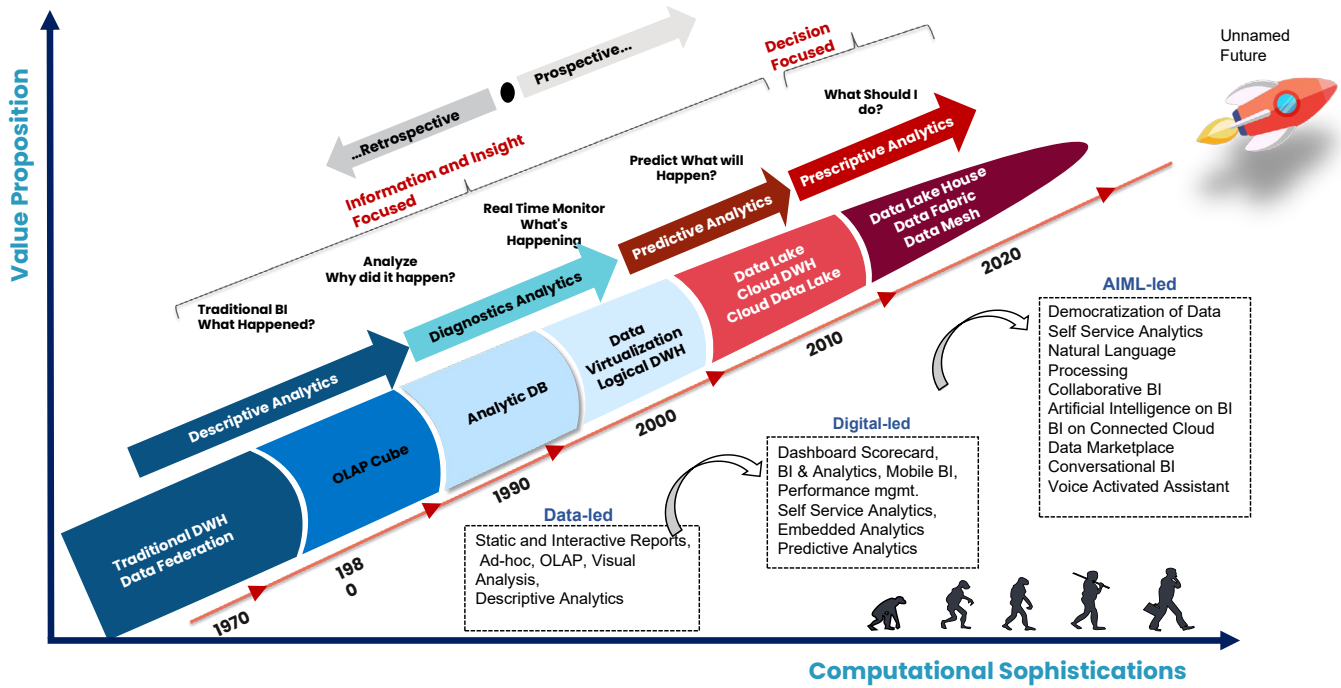 Value Proposition
...Retrospective
Prospective...
Information and Insight
Focused
Decision
Focused
Unnamed
Future
Traditional BI
What Happened?
Analyze
Why did it happen?
Real Time Monitor
What's
Happening
Predict What will
Happen?
What Should I
do?
Descriptive Analytics
Diagnostics Analytics
Predictive Analytics
Prescriptive Analytics
Traditional DWH
Data Federation
OLAP Cube
Analytic DB
Data
Virtualization
Logical DWH
Data Lake
Cloud DWH
Cloud Data Lake
Data Lake House
Data Fabric
Data Mesh
1970
198
0
1990
2000
2010
2020
Data-led
Static and Interactive Reports,
Ad-hoc, OLAP, Visual
Analysis,
Descriptive Analytics
Digital-led
Dashboard Scorecard,
BI & Analytics, Mobile BI,
Performance mgmt.
Self Service Analytics,
Embedded Analytics
Predictive Analytics
AIML-led
Democratization of Data
Self Service Analytics
Natural Language
Processing
Collaborative BI
Artificial Intelligence on BI
BI on Connected Cloud
Data Marketplace
Conversational BI
Voice Activated Assistant
Computational Sophistications